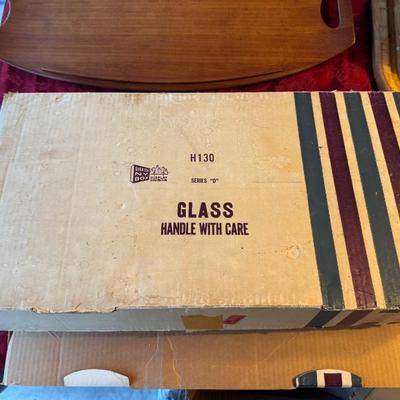 H130
SERIES "D"
GLASS
HANDLE WITH CARE